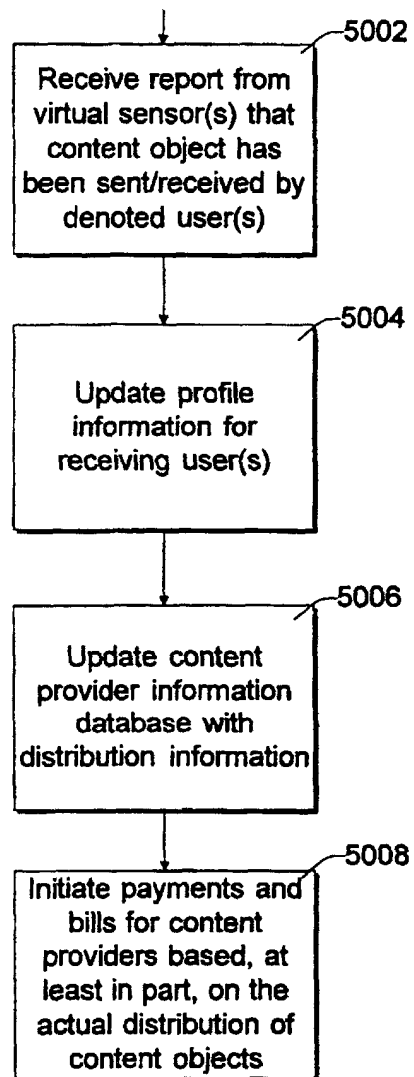 5002
Receive report from
virtual sensor(s) that
content object has
been sent/received by
denoted user(s)
5004
Update profile
information for
receiving user(s)
5006
Update content
provider information
database with
distribution information
5008
Initiate payments and
bills for content
providers based, at
least in part, on the
actual distribution of
content objects